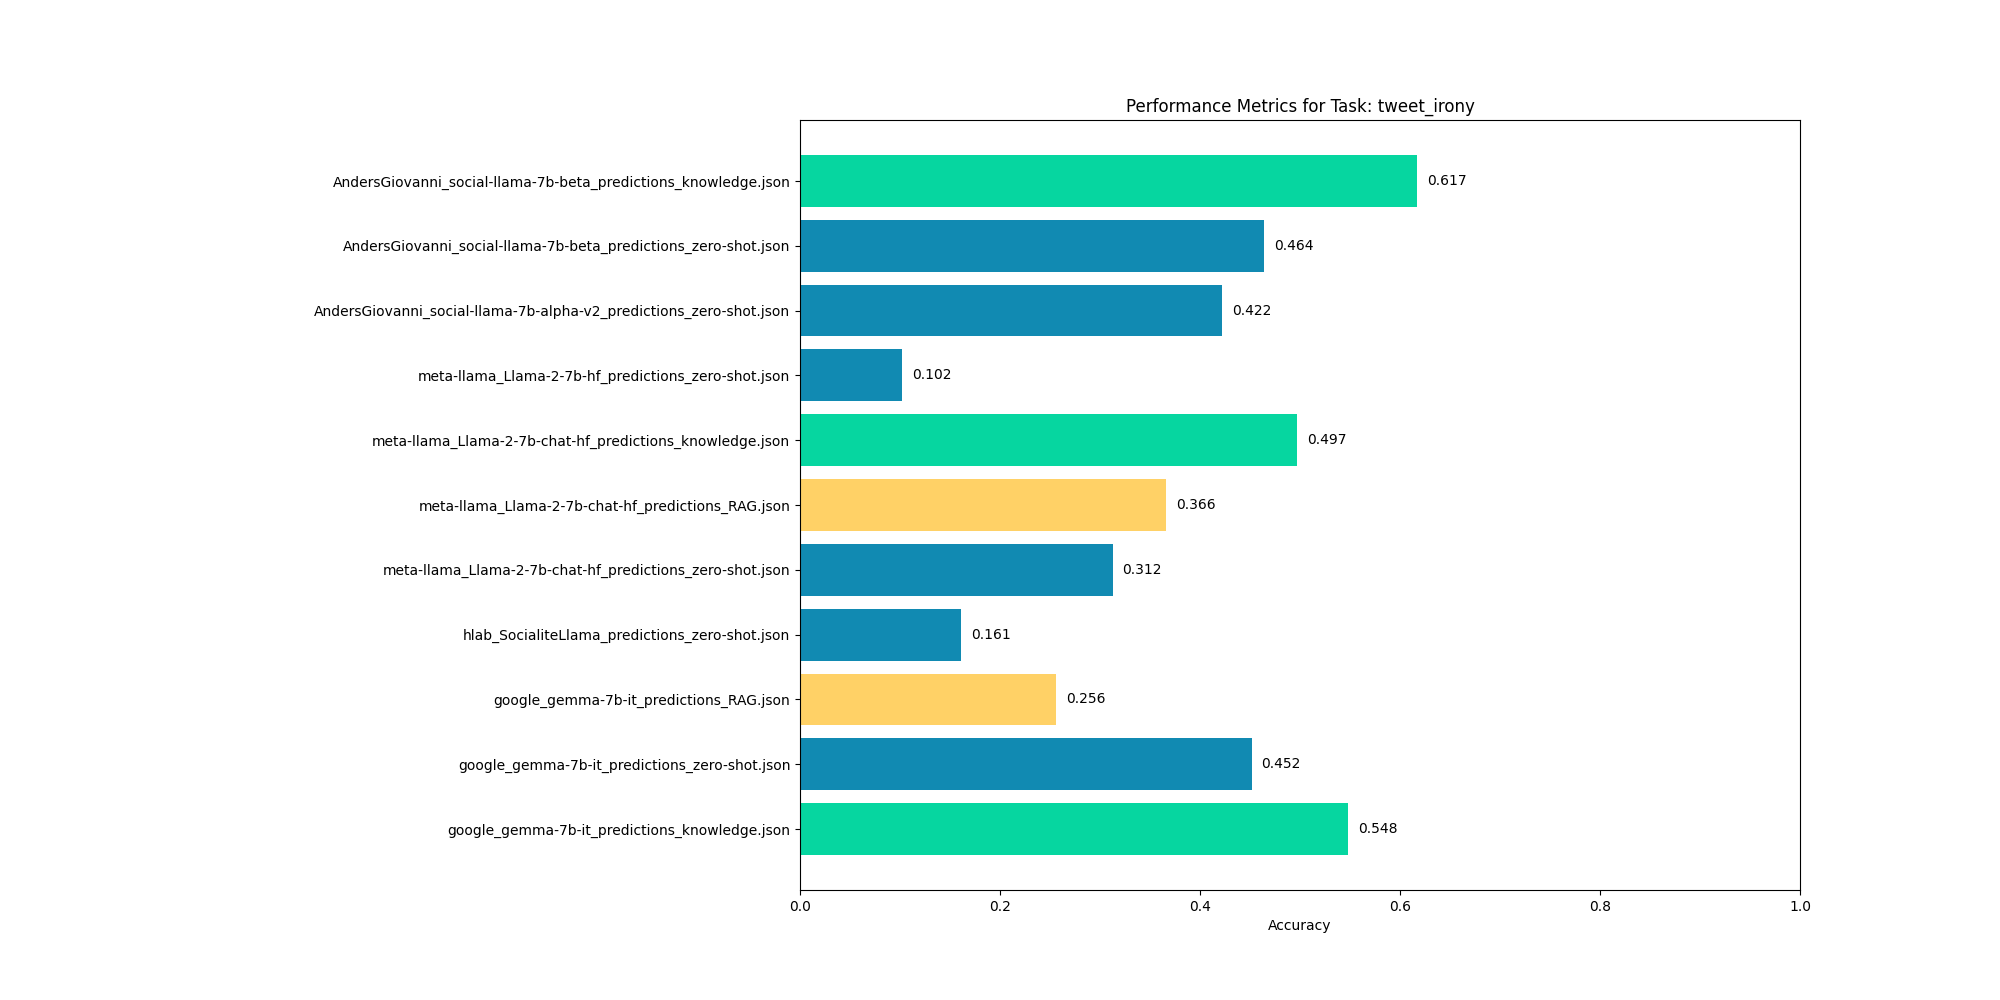 Performance Metrics for Task: tweet_irony
AndersGiovanni_social-llama-7b-beta_predictions_knowledge.json 0.617
AndersGiovanni_social-llama-7b-beta_predictions_zero-shot.json 0.464
AndersGiovanni_social-llama-7b-alpha-v2_predictions_zero-shot.json 0.422
meta-llama_Llama-2-7b-hf_predictions_zero-shot.json 0.102
meta-llama_Llama-2-7b-chat-hf_predictions_knowledge.json 0.497
meta-llama_Llama-2-7b-chat-hf_predictions_RAG.json 0.366
meta-llama_Llama-2-7b-chat-hf_predictions_zero-shot.json 0.312
hlab_SocialiteLlama_predictions_zero-shot.json 0.161
google_gemma-7b-it_predictions_RAG.json 0.256
google_gemma-7b-it_predictions_zero-shot.json 0.452
google_gemma-7b-it_predictions_knowledge.json 0.548
0.0 0.2 0.4 0.6 0.8 1.0
Accuracy